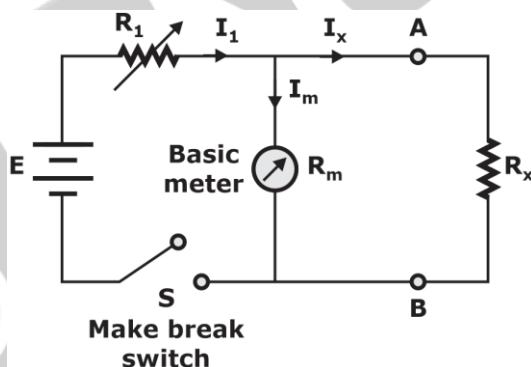 R1
I1
Ix
A
Im
E
Basic
meter
Rm
Rx
S
B
Make break
switch